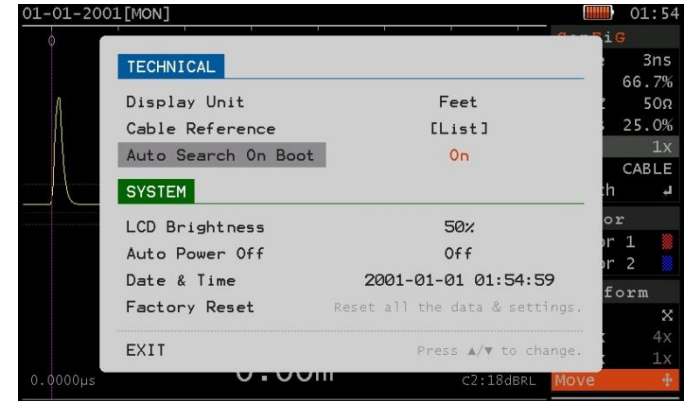 01-01-2001[MON] 01:54
TECHNICAL
Display Unit Feet
Cable Reference [List]
Auto Search On Boot On
SYSTEM
LCD Brightness 50%
Auto Power Off Off
Date & Time 2001-01-01 01:54:59
Factory Reset Reset all the data & settings.
EXIT Press ▲/▼ to change.
3ns
66.7%
50Ω
25.0%
1x
CABLE
1
2
4x
1x
Move
0.0000µs
C2:18dBRL